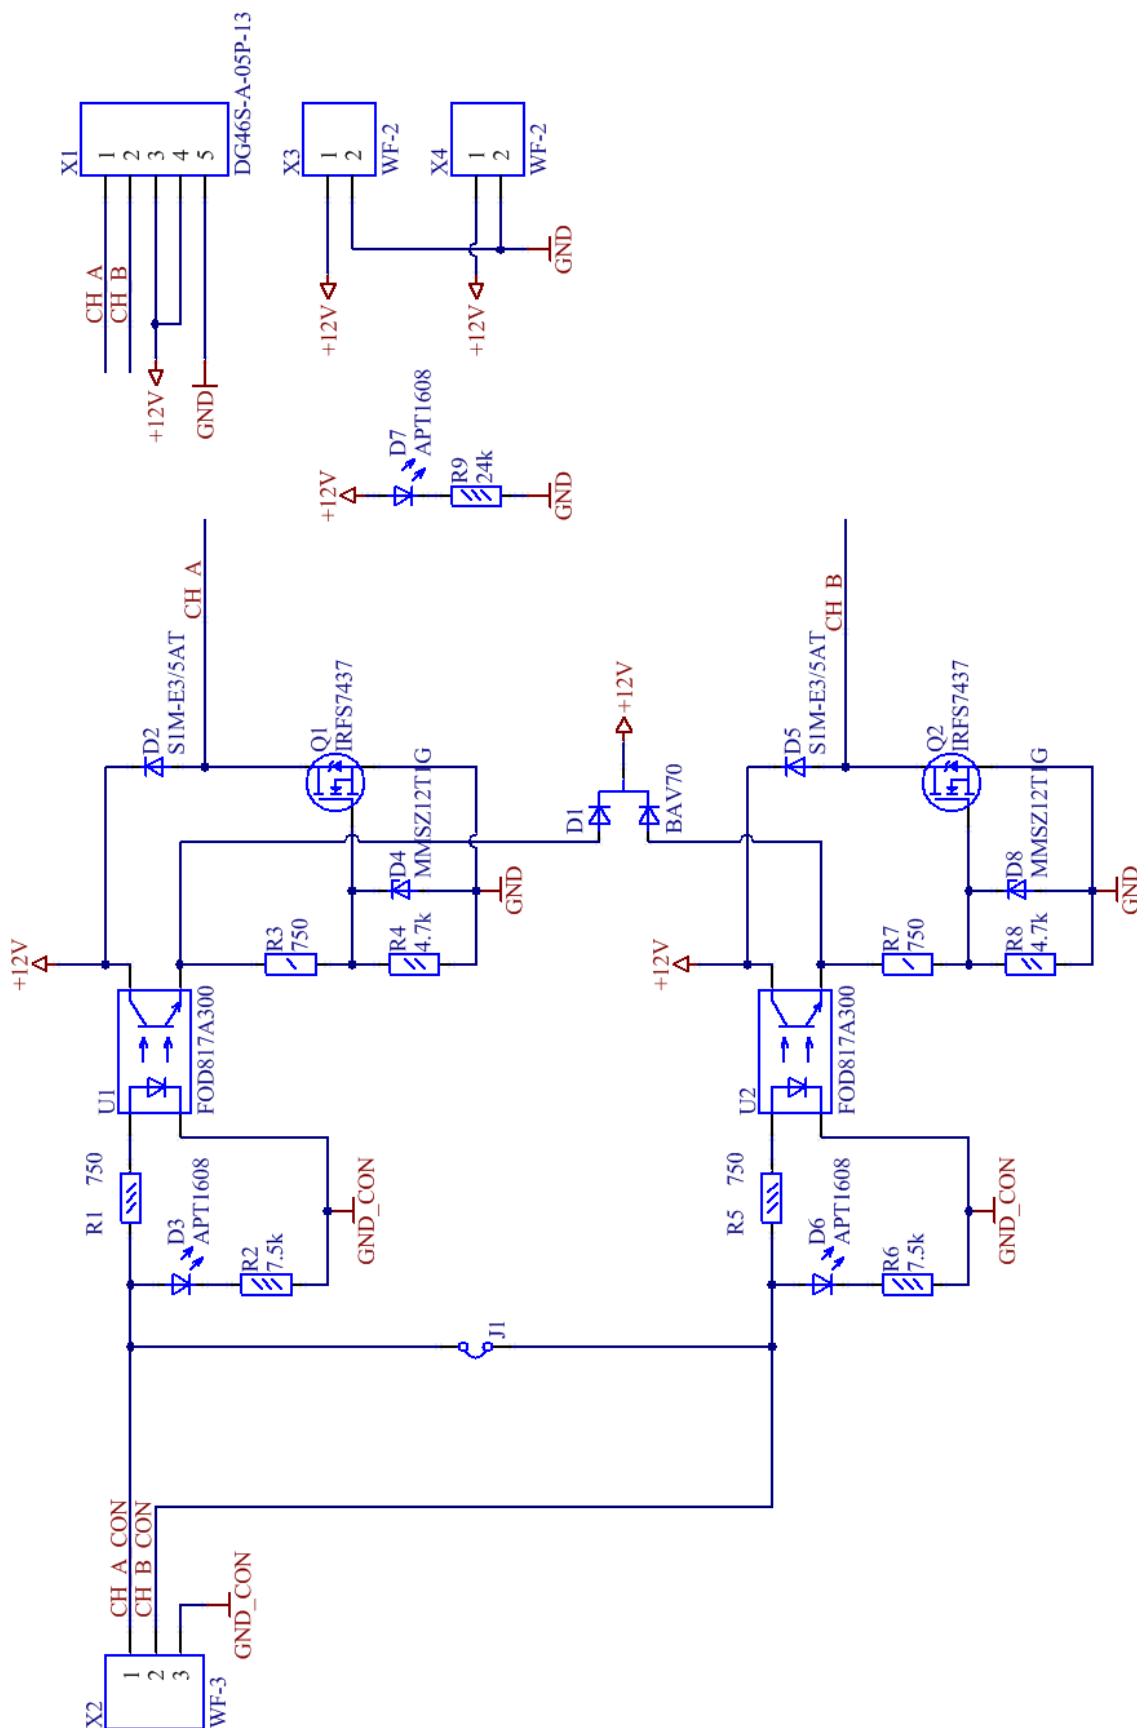 X2
1
2
3
WF-3
CH_A_CON
CH_B_CON
GND_CON
J1
R1 750
D3
APT1608
R2
7.5k
GND_CON
U1
FOD817A300
+12V
R3
750
R4
4.7k
D4
MMSZ12T1G
GND
D2
S1M-E3/5AT
Q1
IRFS7437
CH_A
D1
BAV70
+12V
R5 750
D6
APT1608
R6
7.5k
GND_CON
U2
FOD817A300
+12V
R7
750
R8
4.7k
D8
MMSZ12T1G
GND
D5
S1M-E3/5AT
Q2
IRFS7437
CH_B
+12V
D7
APT1608
R9
24k
GND
X1
1
2
3
4
5
DG46S-A-05P-13
CH_A
CH_B
+12V
GND
X3
1
2
WF-2
+12V
X4
1
2
WF-2
+12V
GND